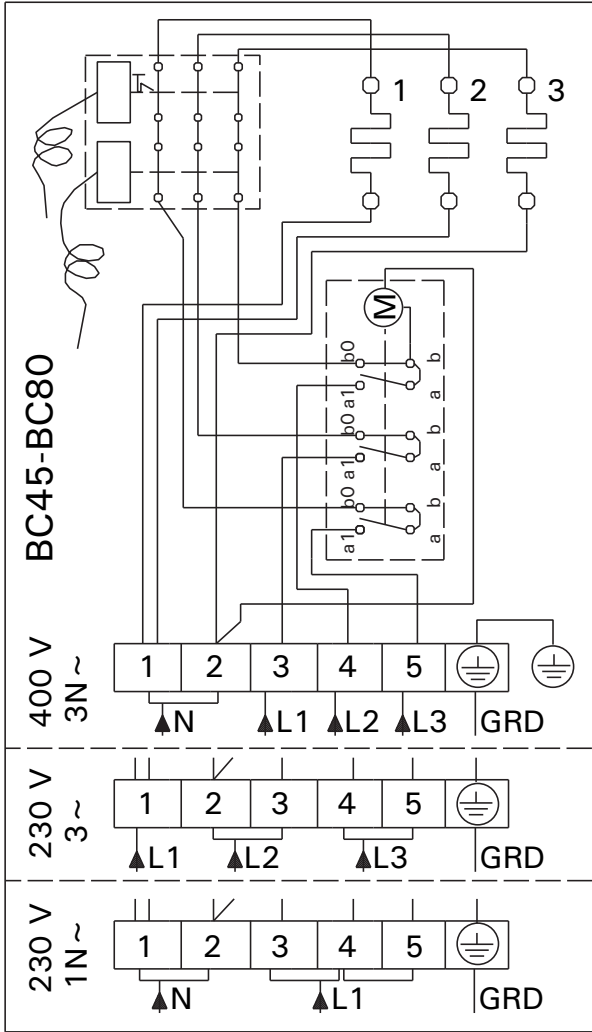 1 2 3
M
b0 b
a1 a
b0 b
a1 a
b0 b
a1 a
BC45-BC80
400 V
3N ~
1 2 3 4 5
N L1 L2 L3 GRD
230 V
3 ~
1 2 3 4 5
L1 L2 L3 GRD
230 V
1N ~
1 2 3 4 5
N L1 GRD